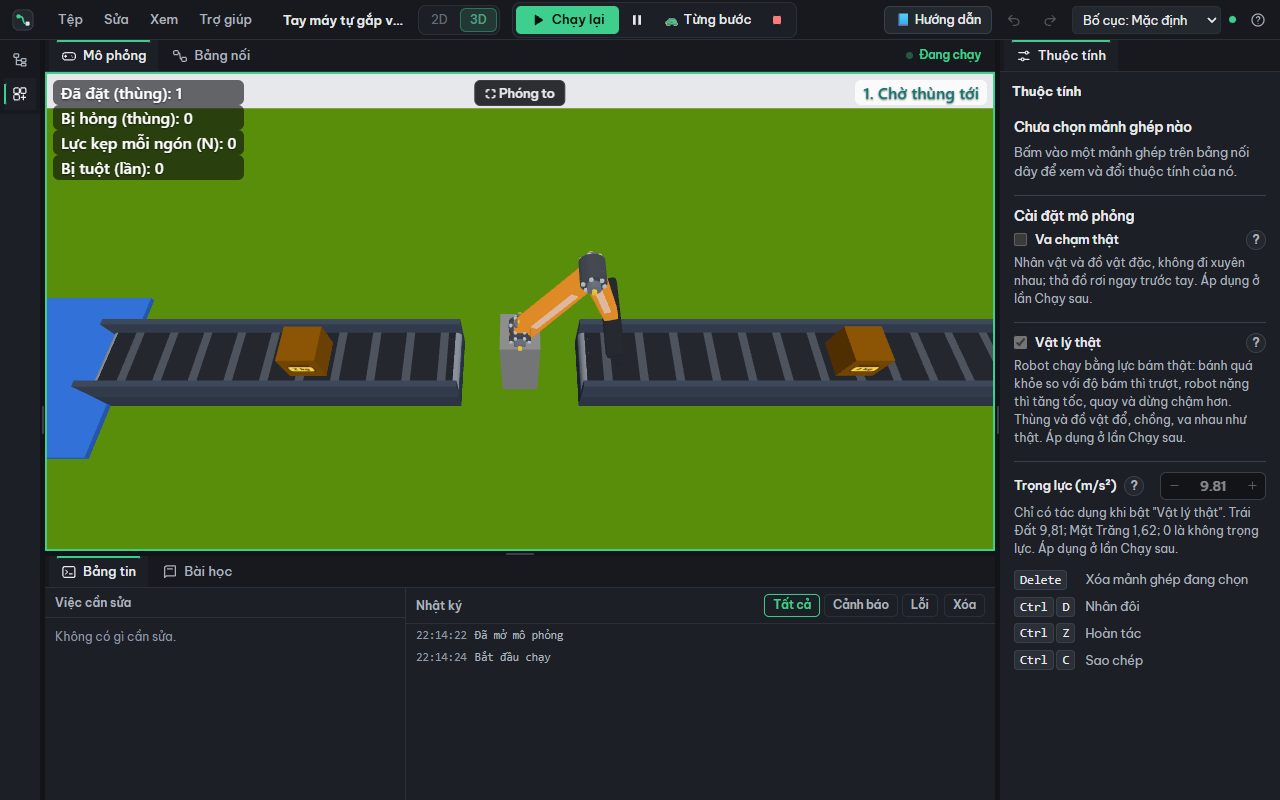 Tệp
Sửa
Xem
Trợ giúp
Tay máy tự gắp v...
2D
3D
Chạy lại
Từng bước
Hướng dẫn
Bố cục: Mặc định
Mô phỏng
Bảng nối
Đang chạy
Thuộc tính
Đã đặt (thùng): 1
Bị hỏng (thùng): 0
Lực kẹp mỗi ngón (N): 0
Bị tuột (lần): 0
Phóng to
1. Chờ thùng tới
Thuộc tính
Chưa chọn mảnh ghép nào
Bấm vào một mảnh ghép trên bảng nối
dây để xem và đổi thuộc tính của nó.
Cài đặt mô phỏng
Va chạm thật
?
Nhân vật và đồ vật đặc, không đi xuyên
nhau; thả đồ rơi ngay trước tay. Áp dụng ở
lần Chạy sau.
Vật lý thật
?
Robot chạy bằng lực bám thật: bánh quá
khỏe so với độ bám thì trượt, robot nặng
thì tăng tốc, quay và dừng chậm hơn.
Thùng và đồ vật đổ, chồng, va nhau như
thật. Áp dụng ở lần Chạy sau.
Trọng lực (m/s²)
?
− 9.81 +
Chỉ có tác dụng khi bật "Vật lý thật". Trái
Đất 9,81; Mặt Trăng 1,62; 0 là không trọng
lực. Áp dụng ở lần Chạy sau.
Delete Xóa mảnh ghép đang chọn
Ctrl D Nhân đôi
Ctrl Z Hoàn tác
Ctrl C Sao chép
Bảng tin
Bài học
Việc cần sửa
Không có gì cần sửa.
Nhật ký
Tất cả
Cảnh báo
Lỗi
Xóa
22:14:22 Đã mở mô phỏng
22:14:24 Bắt đầu chạy